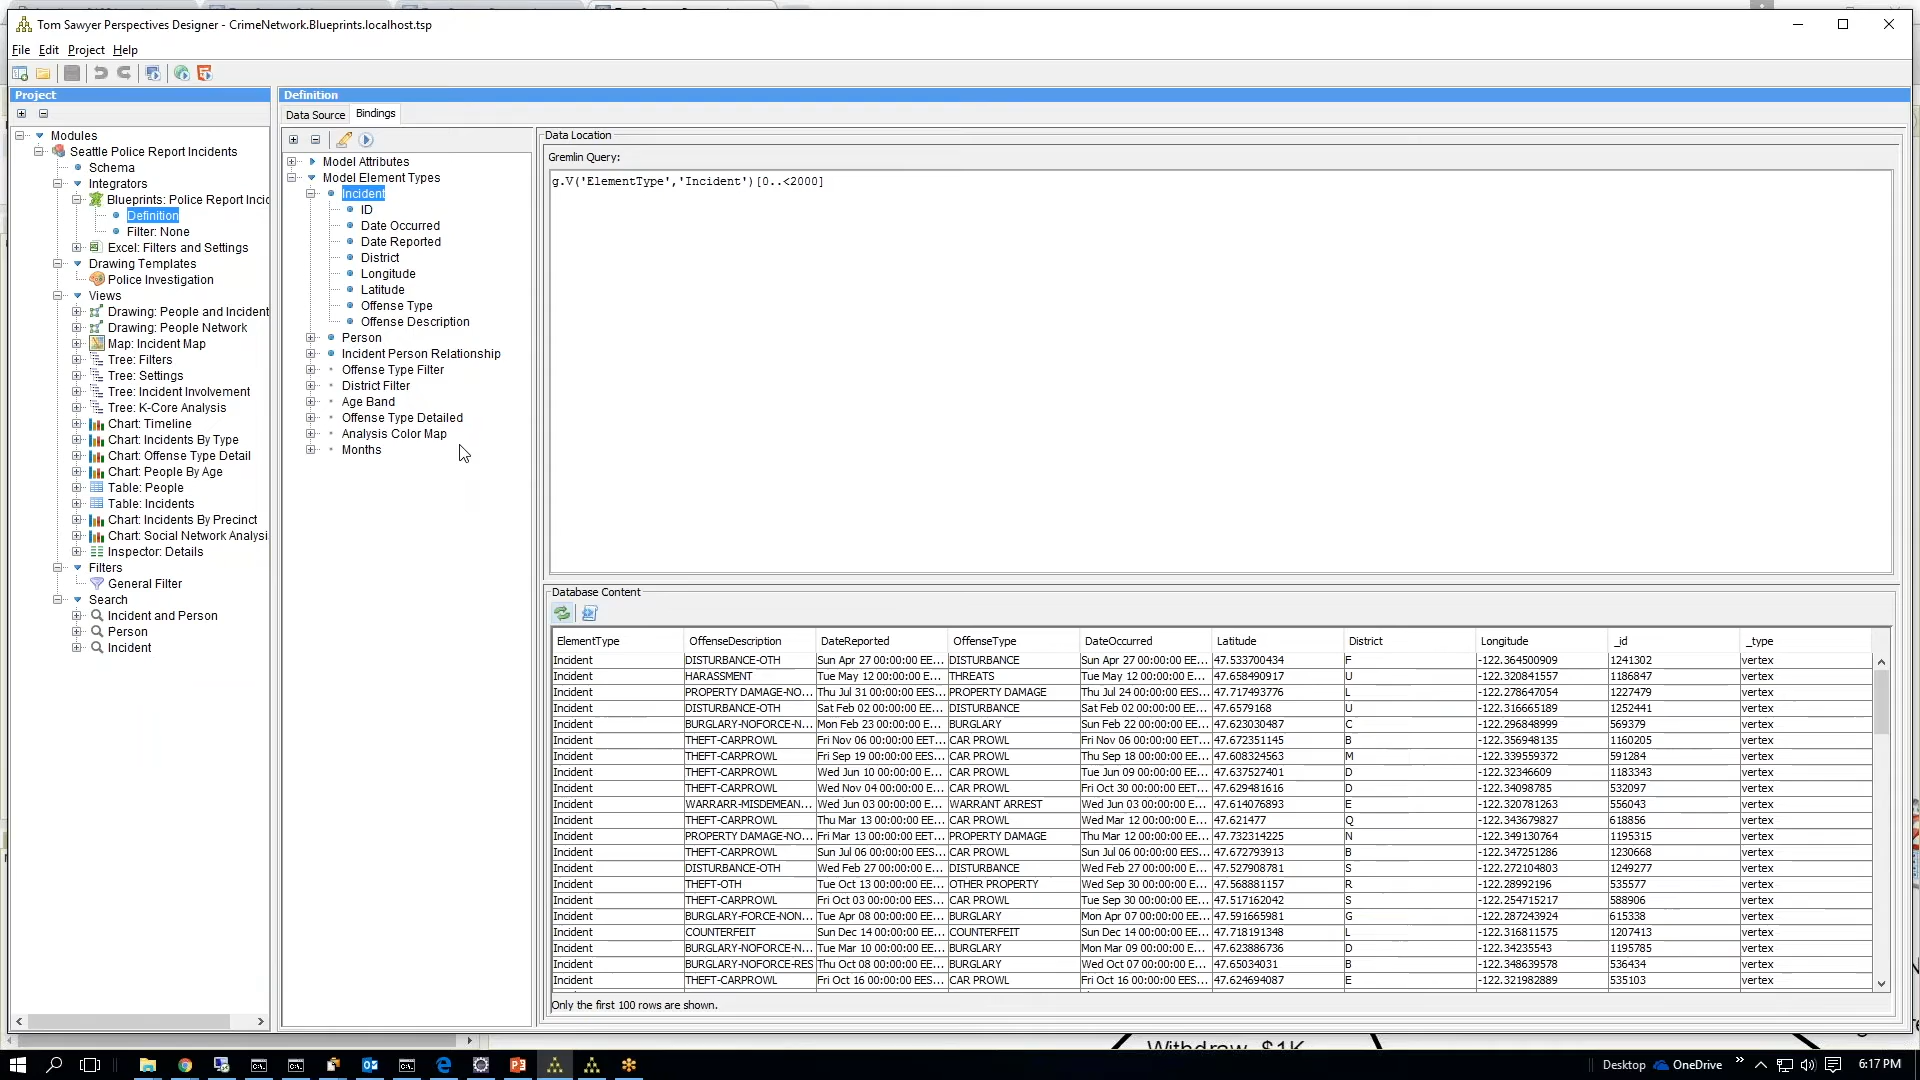 Tom Sawyer Perspectives Designer - CrimeNetwork.Blueprints.localhost.tsp
File Edit Project Help
Project
Modules
Seattle Police Report Incidents
Schema
Integrators
Blueprints: Police Report Incid
Definition
Filter: None
Excel: Filters and Settings
Drawing Templates
Police Investigation
Views
Drawing: People and Incident
Drawing: People Network
Map: Incident Map
Tree: Filters
Tree: Settings
Tree: Incident Involvement
Tree: K-Core Analysis
Chart: Timeline
Chart: Incidents By Type
Chart: Offense Type Detail
Chart: People By Age
Table: People
Table: Incidents
Chart: Incidents By Precinct
Chart: Social Network Analysi
Inspector: Details
Filters
General Filter
Search
Incident and Person
Person
Incident
Definition
Data Source Bindings
Model Attributes
Model Element Types
Incident
ID
Date Occurred
Date Reported
District
Longitude
Latitude
Offense Type
Offense Description
Person
Incident Person Relationship
Offense Type Filter
District Filter
Age Band
Offense Type Detailed
Analysis Color Map
Months
Data Location
Gremlin Query:
g.V('ElementType','Incident')[0..<2000]
Database Content
ElementType OffenseDescription DateReported OffenseType DateOccurred Latitude District Longitude _id _type
Incident DISTURBANCE-OTH Sun Apr 27 00:00:00 EE... DISTURBANCE Sun Apr 27 00:00:00 EE... 47.533700434 F -122.364500909 1241302 vertex
Incident HARASSMENT Tue May 12 00:00:00 E... THREATS Tue May 12 00:00:00 E... 47.658490917 U -122.320841557 1186847 vertex
Incident PROPERTY DAMAGE-NO... Thu Jul 31 00:00:00 EES... PROPERTY DAMAGE Thu Jul 24 00:00:00 EES... 47.717493776 L -122.278647054 1227479 vertex
Incident DISTURBANCE-OTH Sat Feb 02 00:00:00 EE... DISTURBANCE Sat Feb 02 00:00:00 EE... 47.6579168 U -122.316665189 1252441 vertex
Incident BURGLARY-NOFORCE-N... Mon Feb 23 00:00:00 E... BURGLARY Sun Feb 22 00:00:00 EE... 47.623030487 C -122.296848999 569379 vertex
Incident THEFT-CARPROWL Fri Nov 06 00:00:00 EET... CAR PROWL Fri Nov 06 00:00:00 EET... 47.672351145 B -122.356948135 1160205 vertex
Incident THEFT-CARPROWL Fri Sep 19 00:00:00 EES... CAR PROWL Thu Sep 18 00:00:00 EE... 47.608324563 M -122.339559372 591284 vertex
Incident THEFT-CARPROWL Wed Jun 10 00:00:00 E... CAR PROWL Tue Jun 09 00:00:00 EE... 47.637527401 D -122.32346609 1183343 vertex
Incident THEFT-CARPROWL Wed Nov 04 00:00:00 E... CAR PROWL Fri Oct 30 00:00:00 EET... 47.629481616 D -122.34098785 532097 vertex
Incident WARRARR-MISDEMEAN... Wed Jun 03 00:00:00 E... WARRANT ARREST Wed Jun 03 00:00:00 E... 47.614076893 E -122.320781263 556043 vertex
Incident THEFT-CARPROWL Thu Mar 13 00:00:00 EE... CAR PROWL Wed Mar 12 00:00:00 E... 47.621477 Q -122.343679827 618856 vertex
Incident PROPERTY DAMAGE-NO... Fri Mar 13 00:00:00 EET... PROPERTY DAMAGE Thu Mar 12 00:00:00 EE... 47.732314225 N -122.349130764 1195315 vertex
Incident THEFT-CARPROWL Sun Jul 06 00:00:00 EES... CAR PROWL Sun Jul 06 00:00:00 EES... 47.672793913 B -122.347251286 1230668 vertex
Incident DISTURBANCE-OTH Wed Feb 27 00:00:00 E... DISTURBANCE Wed Feb 27 00:00:00 E... 47.527908781 S -122.272104803 1249277 vertex
Incident THEFT-OTH Tue Oct 13 00:00:00 EE... OTHER PROPERTY Wed Sep 30 00:00:00 E... 47.568881157 R -122.28992196 535577 vertex
Incident THEFT-CARPROWL Fri Oct 03 00:00:00 EES... CAR PROWL Tue Sep 30 00:00:00 EE... 47.517162042 S -122.254715217 588906 vertex
Incident BURGLARY-FORCE-NON... Tue Apr 08 00:00:00 EE... BURGLARY Mon Apr 07 00:00:00 EE... 47.591665981 G -122.287243924 615338 vertex
Incident COUNTERFEIT Sun Dec 14 00:00:00 EE... COUNTERFEIT Sun Dec 14 00:00:00 EE... 47.718191348 L -122.316811575 1207413 vertex
Incident BURGLARY-NOFORCE-N... Tue Mar 10 00:00:00 EE... BURGLARY Mon Mar 09 00:00:00 EE... 47.623886736 D -122.34235543 1195785 vertex
Incident BURGLARY-NOFORCE-RES Thu Oct 08 00:00:00 EE... BURGLARY Wed Oct 07 00:00:00 E... 47.65034031 B -122.348639578 536434 vertex
Incident THEFT-CARPROWL Fri Oct 16 00:00:00 EES... CAR PROWL Fri Oct 16 00:00:00 EES... 47.624694087 E -122.321982889 535103 vertex
Only the first 100 rows are shown.
Desktop OneDrive 6:17 PM